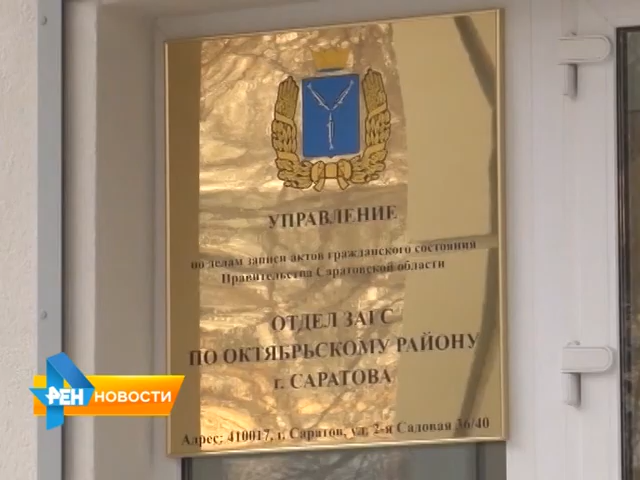 УПРАВЛЕНИЕ
по делам записи актов гражданского состояния
Правительства Саратовской области
ОТДЕЛ ЗАГС
ПО ОКТЯБРЬСКОМУ РАЙОНУ
г. САРАТОВА
Адрес: 410017, г. Саратов, ул. 2-я Садовая 36/40
РЕН НОВОСТИ